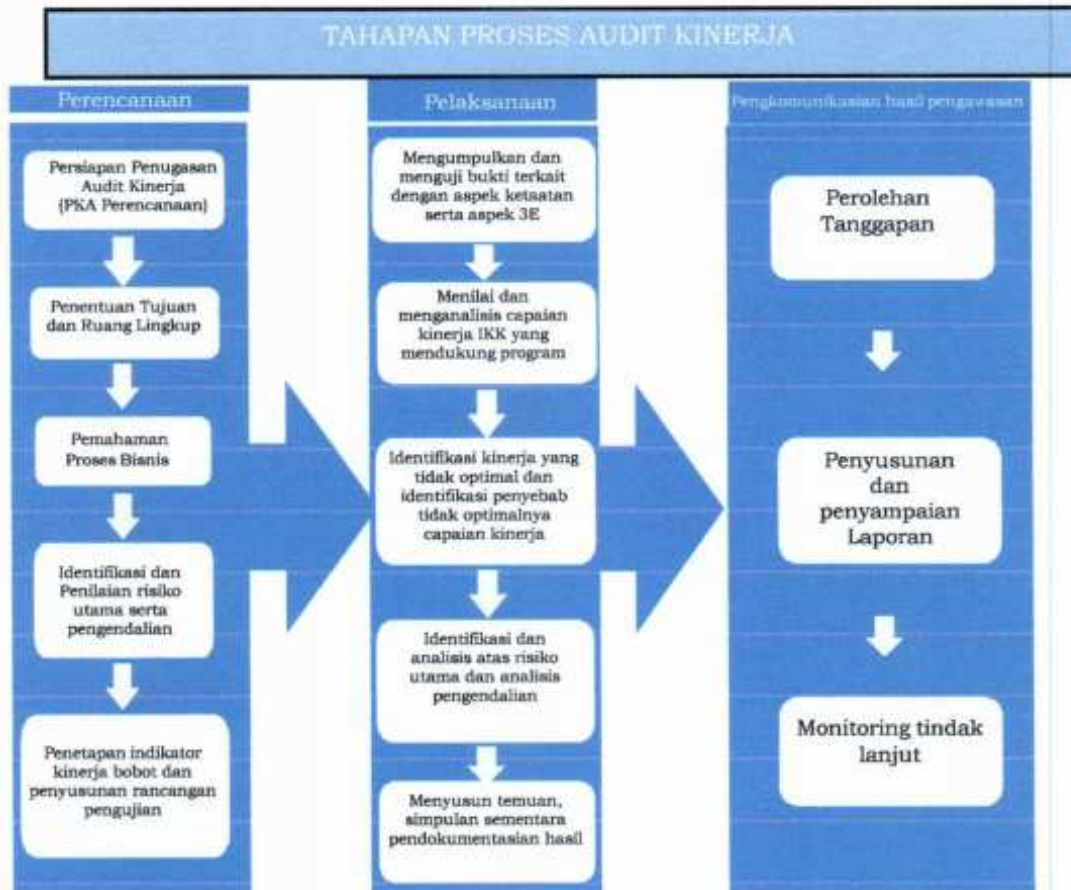 TAHAPAN PROSES AUDIT KINERJA
Perencanaan
Persiapan Penugasan
Audit Kinerja
(PKA Perencanaan)
Penentuan Tujuan
dan Ruang Lingkup
Pemahaman
Proses Bisnis
Identifikasi dan
Penilaian risiko
utama serta
pengendalian
Penetapan indikator
kinerja bobot dan
penyusunan rancangan
pengujian
Pelaksanaan
Mengumpulkan dan
menguji bukti terkait
dengan aspek ketaatan
serta aspek 3E
Menilai dan
menganalisis capaian
kinerja IKK yang
mendukung program
Identifikasi kinerja yang
tidak optimal dan
identifikasi penyebab
tidak optimalnya
capaian kinerja
Identifikasi dan
analisis atas risiko
utama dan analisis
pengendalian
Menyusun temuan,
simpulan sementara
pendokumentasian hasil
Pengkomunikasian hasil pengawasan
Perolehan
Tanggapan
Penyusunan
dan
penyampaian
Laporan
Monitoring tindak
lanjut